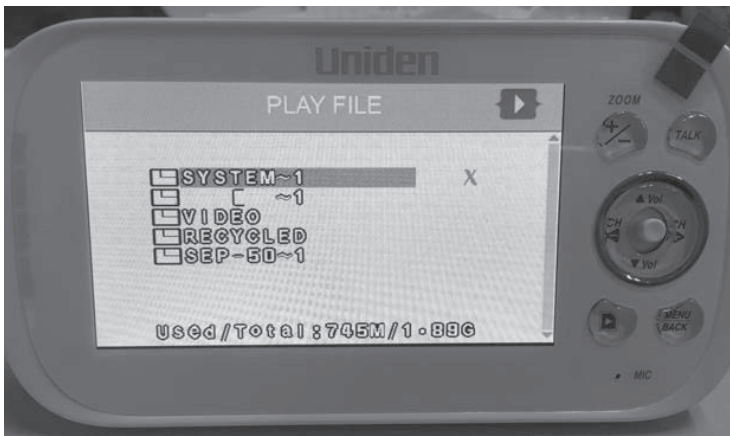 Uniden
PLAY FILE
ZOOM
+/-
TALK
SYSTEM~1
X
[ ~1
VIDEO
RECYCLED
SEP-50~1
Used/Total:745M/1.89G
▲ Vol
CH
CH
▼ Vol
MENU
BACK
MIC